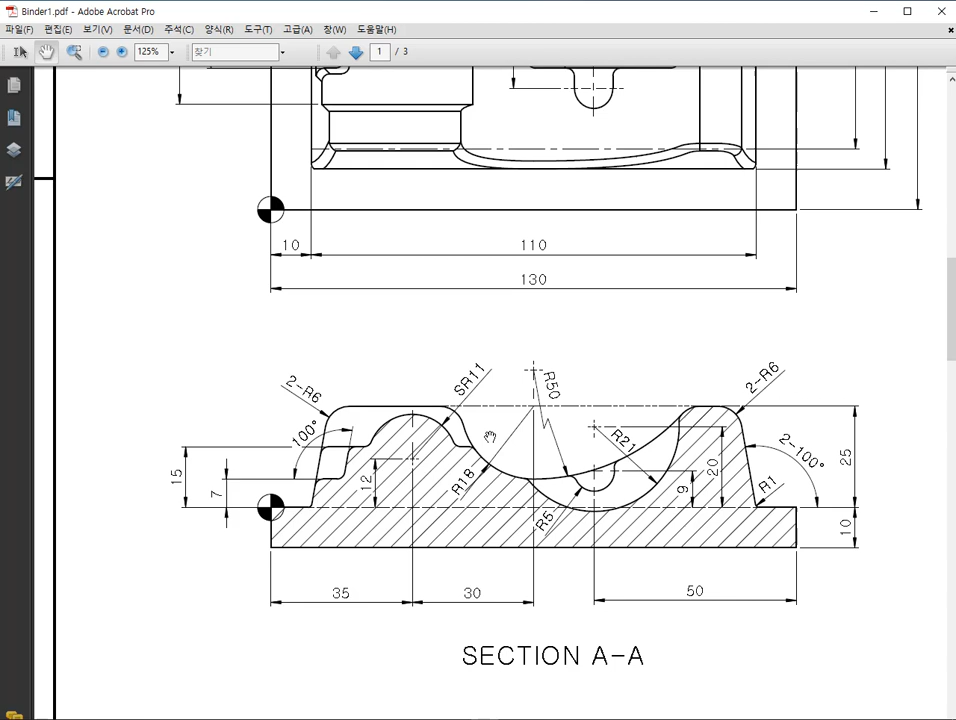 Binder1.pdf - Adobe Acrobat Pro
파일(F) 편집(E) 보기(V) 문서(D) 주석(C) 양식(R) 도구(T) 고급(A) 창(W) 도움말(H)
125% 찾기 1 / 3
10 110
130
2-R6 SR11 R50 2-R6
100° R21 2-100°
15 7 12 R18 R5 9 20 R1 25 10
35 30 50
SECTION A-A